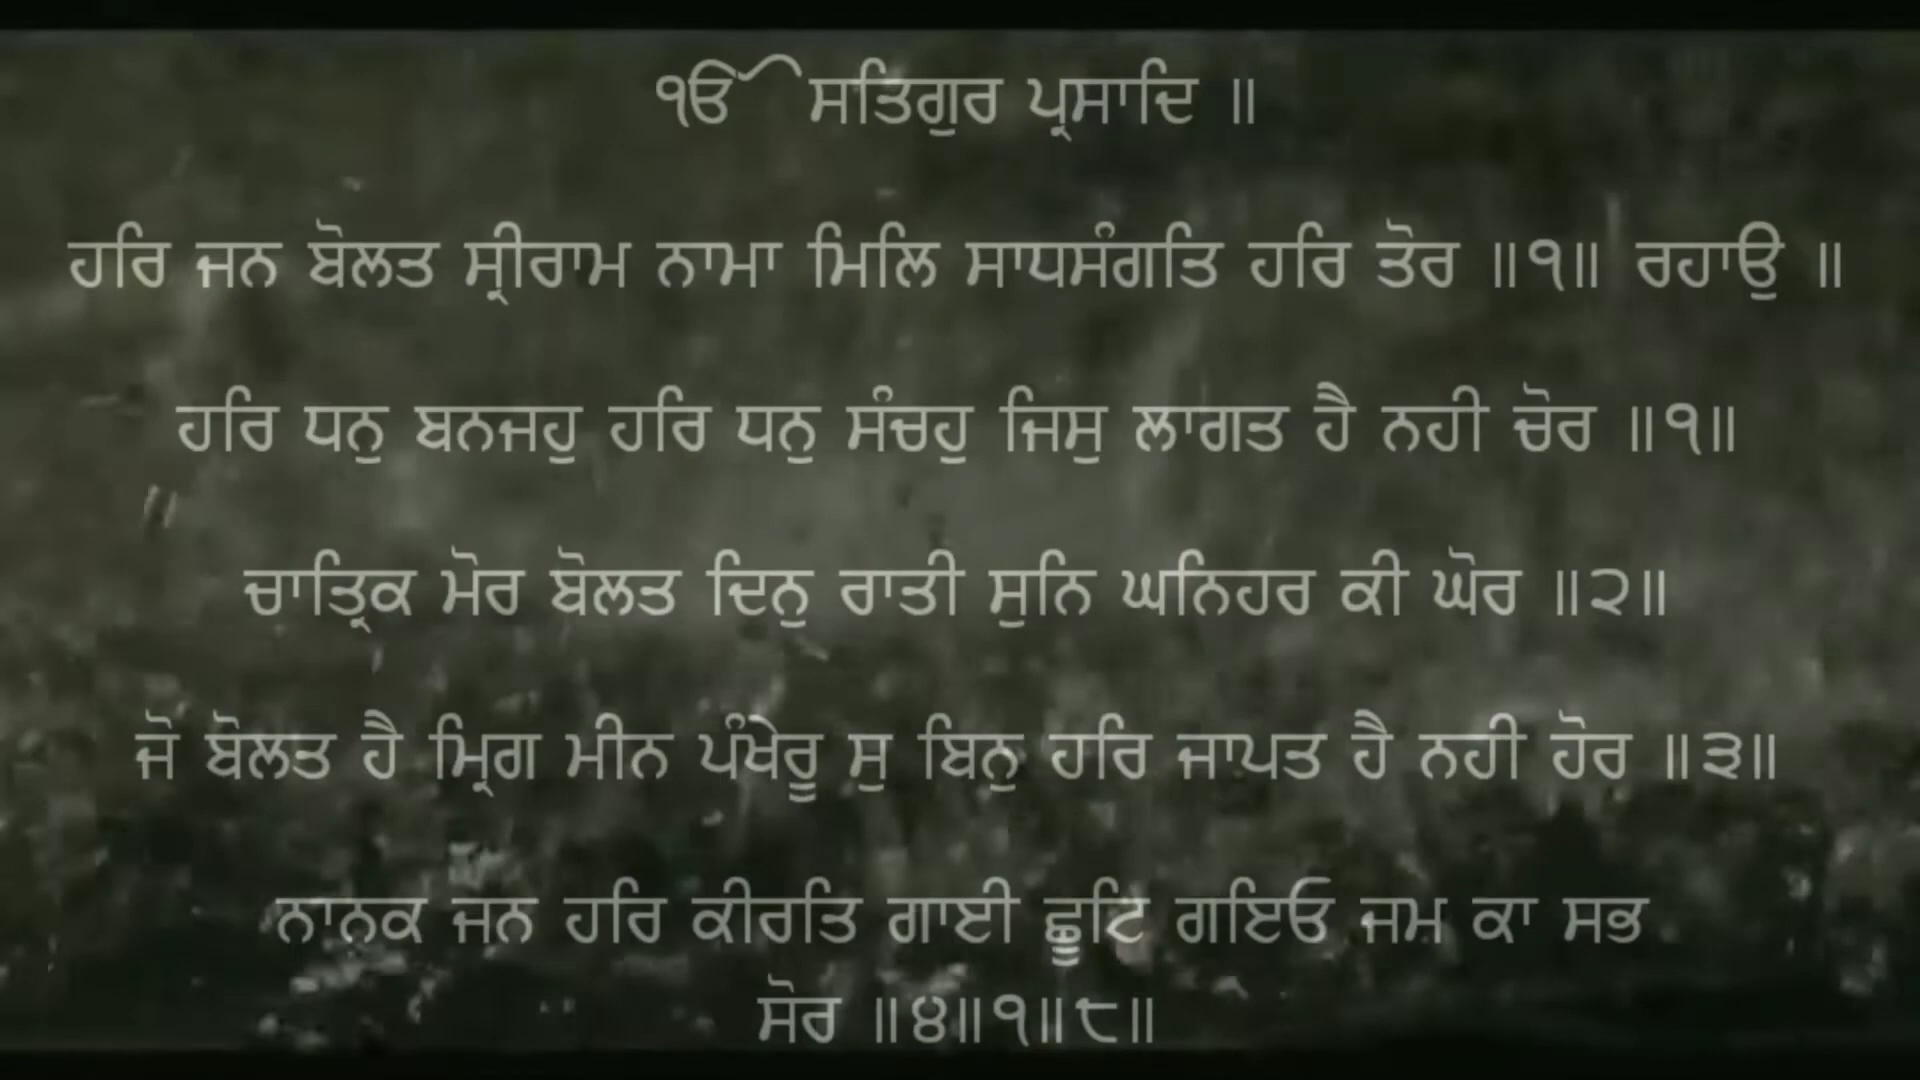 ੴ ਸਤਿਗੁਰ ਪ੍ਰਸਾਦਿ ॥
ਹਰਿ ਜਨ ਬੋਲਤ ਸ੍ਰੀਰਾਮ ਨਾਮਾ ਮਿਲਿ ਸਾਧਸੰਗਤਿ ਹਰਿ ਤੋਰ ॥੧॥ ਰਹਾਉ ॥
ਹਰਿ ਧਨੁ ਬਨਜਹੁ ਹਰਿ ਧਨੁ ਸੰਚਹੁ ਜਿਸੁ ਲਾਗਤ ਹੈ ਨਹੀ ਚੋਰ ॥੧॥
ਚਾਤ੍ਰਿਕ ਮੋਰ ਬੋਲਤ ਦਿਨੁ ਰਾਤੀ ਸੁਨਿ ਘਨਿਹਰ ਕੀ ਘੋਰ ॥੨॥
ਜੋ ਬੋਲਤ ਹੈ ਮ੍ਰਿਗ ਮੀਨ ਪੰਖੇਰੂ ਸੁ ਬਿਨੁ ਹਰਿ ਜਾਪਤ ਹੈ ਨਹੀ ਹੋਰ ॥੩॥
ਨਾਨਕ ਜਨ ਹਰਿ ਕੀਰਤਿ ਗਾਈ ਛੂਟਿ ਗਇਓ ਜਮ ਕਾ ਸਭ
ਸੋਰ ॥੪॥੧॥੮॥